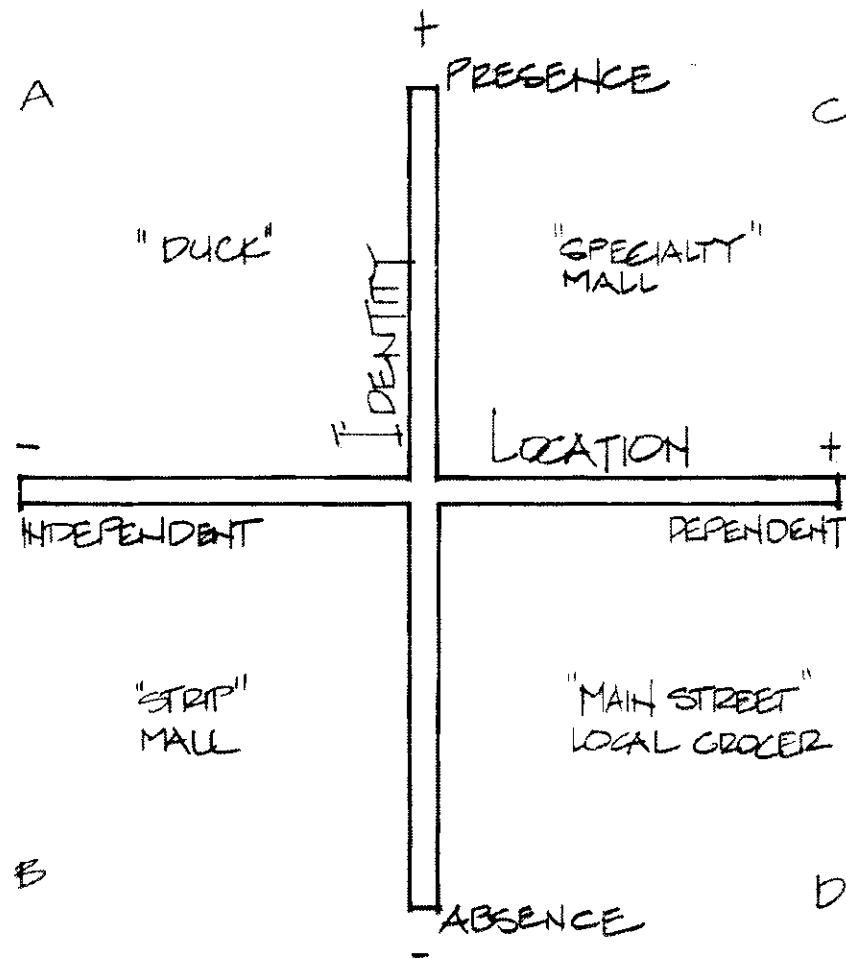 +
PRESENCE
A
C
"DUCK"
"SPECIALTY"
MALL
IDENTITY
-
LOCATION
+
INDEPENDENT
DEPENDENT
"STRIP"
MALL
"MAIN STREET"
LOCAL GROCER
B
D
ABSENCE
-